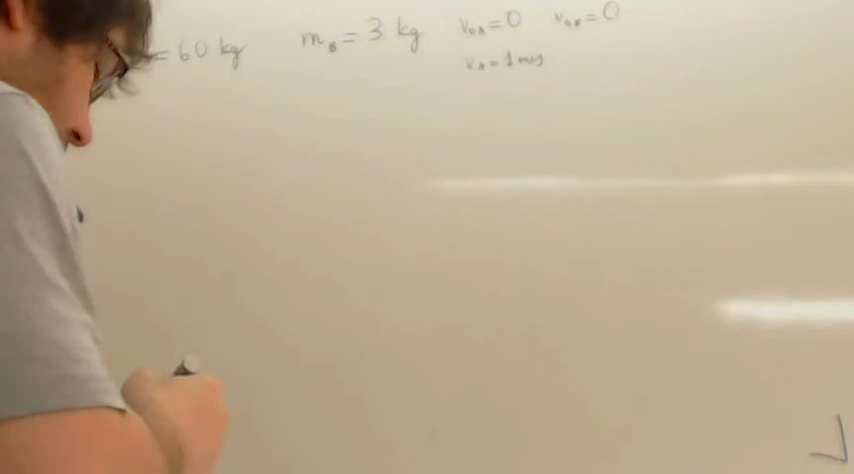 = 60 kg m_B = 3 kg v_0A = 0 v_0B = 0
v_A = 1 m/s